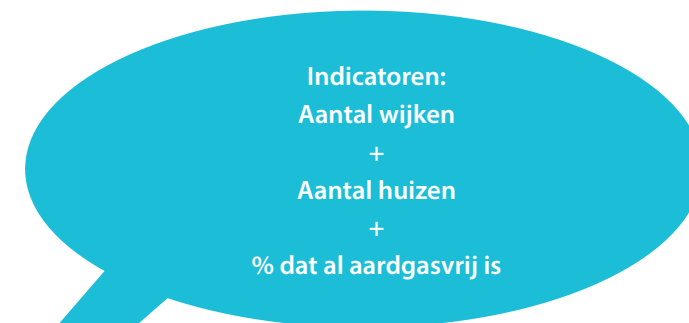 Indicatoren:
Aantal wijken
+
Aantal huizen
+
% dat al aardgasvrij is